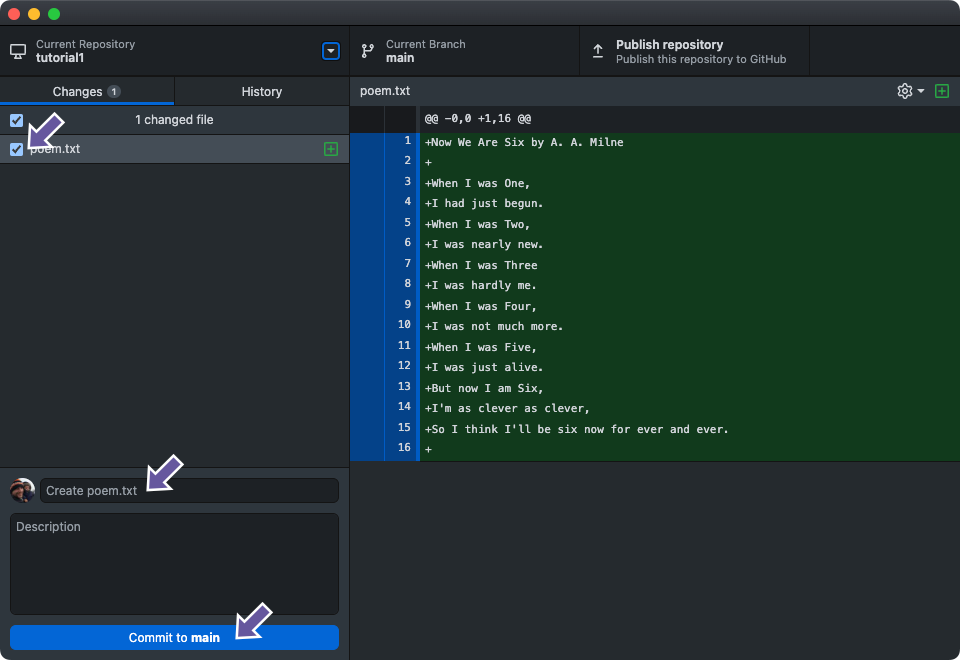 Current Repository
tutorial1
Current Branch
main
Publish repository
Publish this repository to GitHub
Changes 1
History
poem.txt
1 changed file
poem.txt
@@ -0,0 +1,16 @@
1 +Now We Are Six by A. A. Milne
2 +
3 +When I was One,
4 +I had just begun.
5 +When I was Two,
6 +I was nearly new.
7 +When I was Three
8 +I was hardly me.
9 +When I was Four,
10 +I was not much more.
11 +When I was Five,
12 +I was just alive.
13 +But now I am Six,
14 +I'm as clever as clever,
15 +So I think I'll be six now for ever and ever.
16 +
Create poem.txt
Description
Commit to main